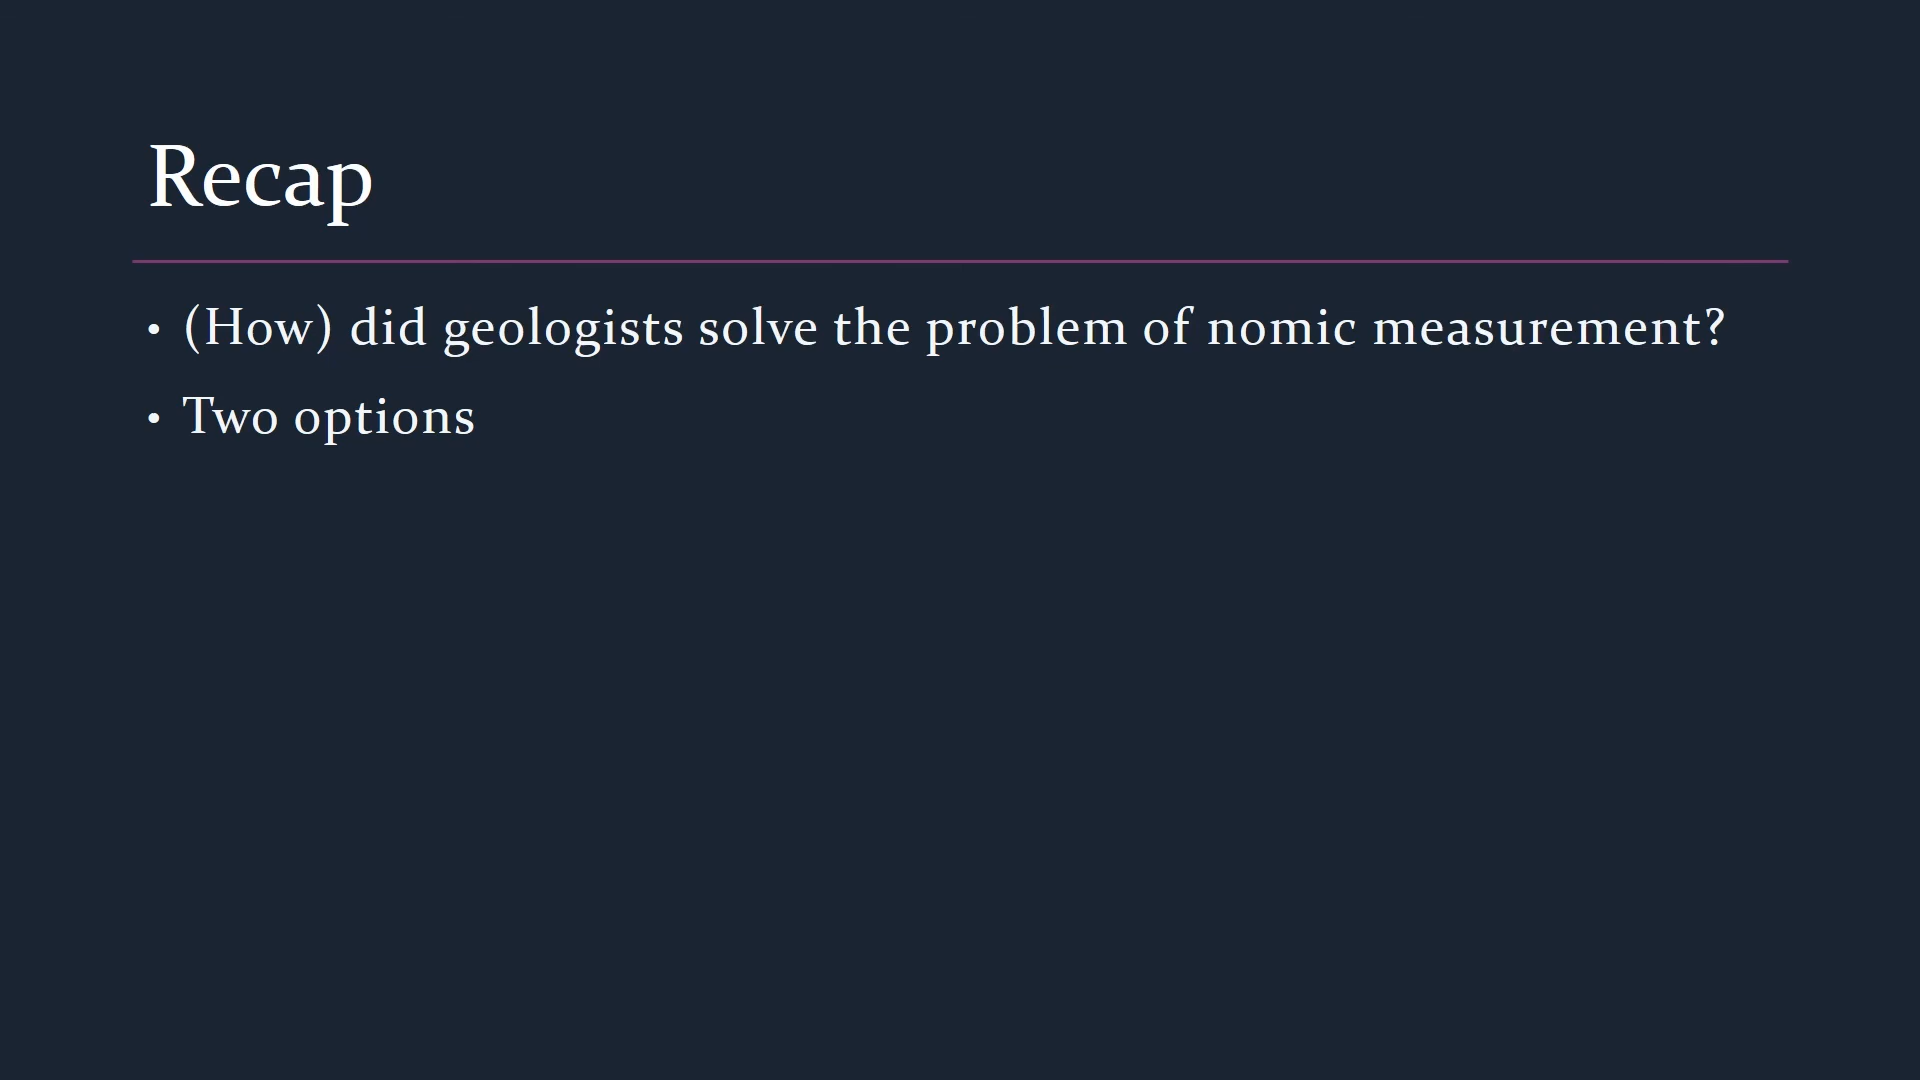 Recap
• (How) did geologists solve the problem of nomic measurement?
• Two options